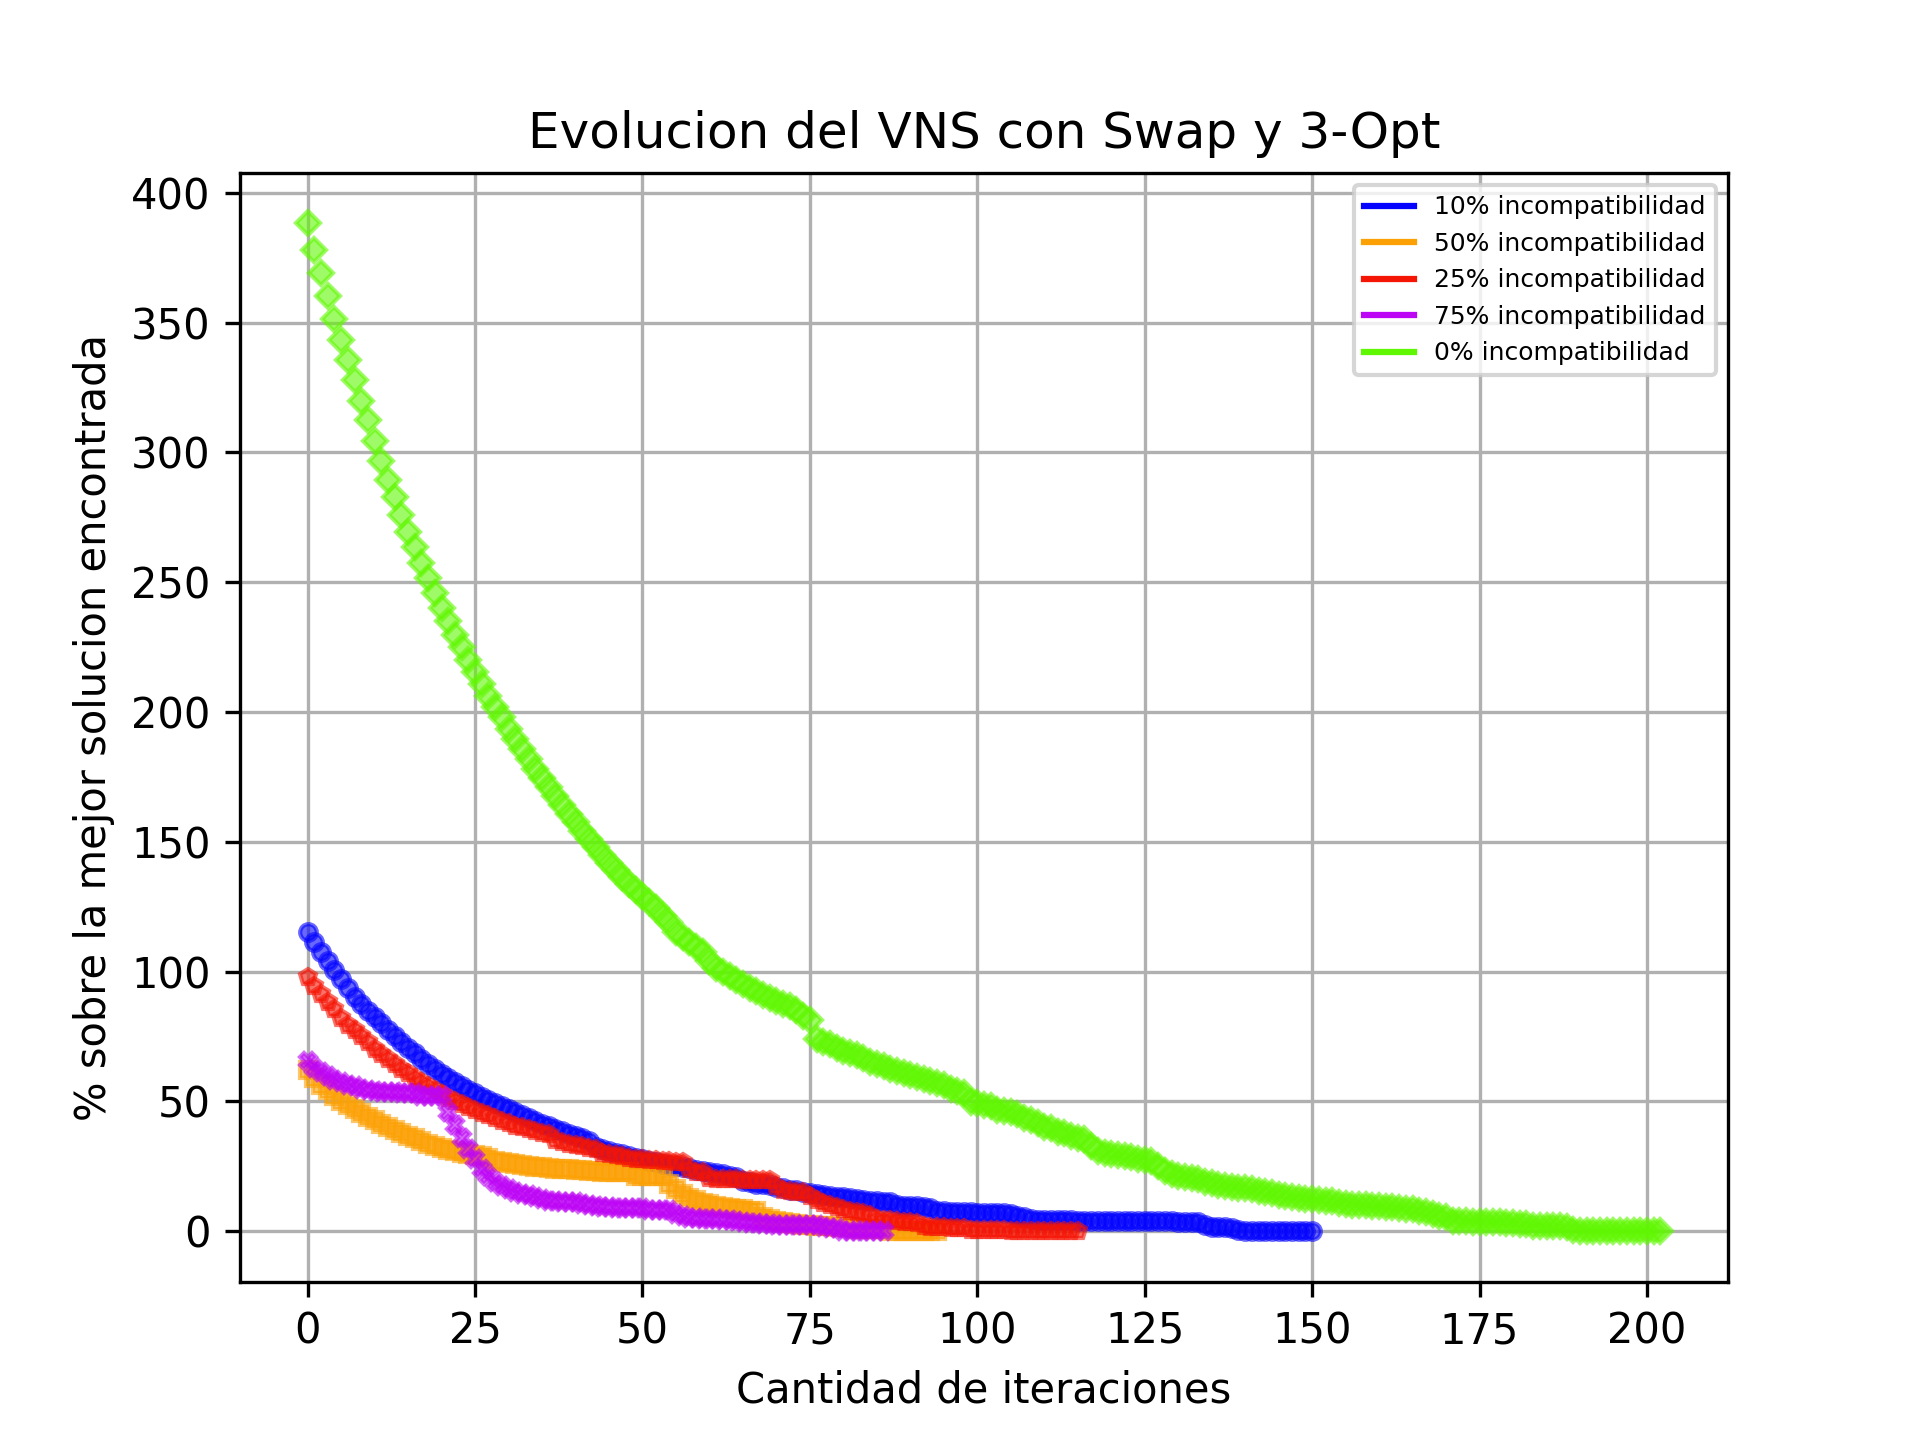 Evolucion del VNS con Swap y 3-Opt
400
350
300
250
200
150
100
50
0
% sobre la mejor solucion encontrada
10% incompatibilidad
50% incompatibilidad
25% incompatibilidad
75% incompatibilidad
0% incompatibilidad
0 25 50 75 100 125 150 175 200
Cantidad de iteraciones